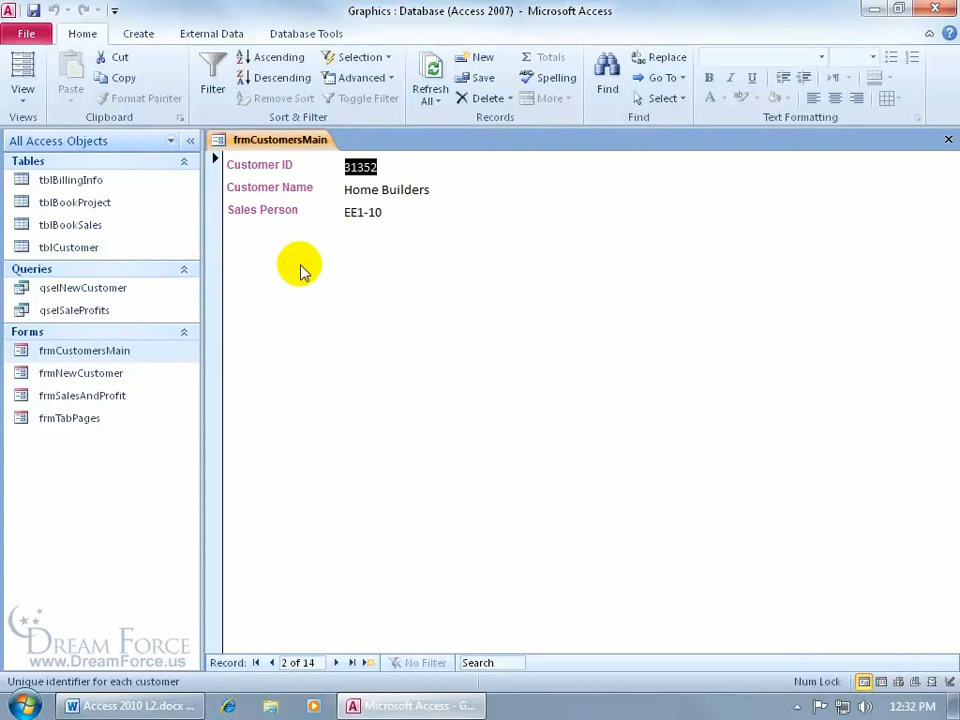 Graphics : Database (Access 2007) - Microsoft Access
File Home Create External Data Database Tools
View
Views
Paste
Cut
Copy
Format Painter
Clipboard
Filter
Ascending
Descending
Remove Sort
Selection
Advanced
Toggle Filter
Sort & Filter
Refresh
All
New
Save
Delete
Totals
Spelling
More
Records
Find
Replace
Go To
Select
Find
B I U
A
Text Formatting
All Access Objects
Tables
tblBillingInfo
tblBookProject
tblBookSales
tblCustomer
Queries
qselNewCustomer
qselSaleProfits
Forms
frmCustomersMain
frmNewCustomer
frmSalesAndProfit
frmTabPages
frmCustomersMain
Customer ID 31352
Customer Name Home Builders
Sales Person EE1-10
DREAM FORCE
www.DreamForce.us
Record: 2 of 14 No Filter Search
Unique identifier for each customer
Num Lock
Access 2010 L2.docx ...
Microsoft Access - G...
12:32 PM